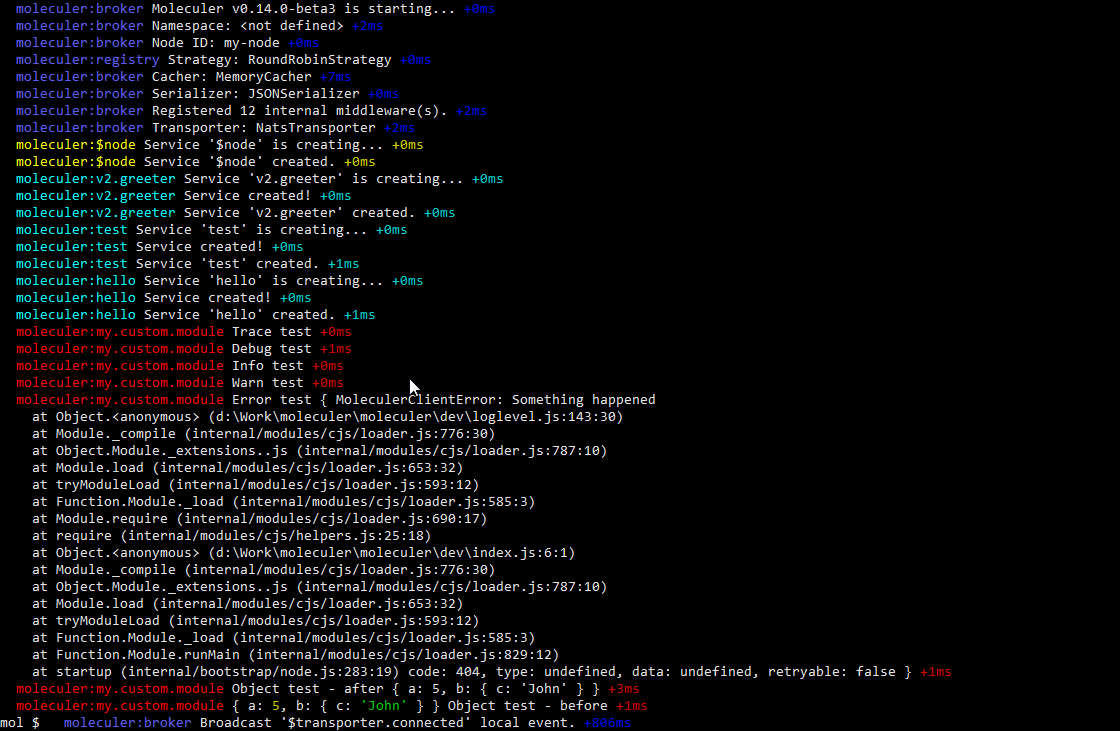 moleculer:broker Moleculer v0.14.0-beta3 is starting... +0ms
moleculer:broker Namespace: <not defined> +2ms
moleculer:broker Node ID: my-node +0ms
moleculer:registry Strategy: RoundRobinStrategy +0ms
moleculer:broker Cacher: MemoryCacher +7ms
moleculer:broker Serializer: JSONSerializer +0ms
moleculer:broker Registered 12 internal middleware(s). +2ms
moleculer:broker Transporter: NatsTransporter +2ms
moleculer:$node Service '$node' is creating... +0ms
moleculer:$node Service '$node' created. +0ms
moleculer:v2.greeter Service 'v2.greeter' is creating... +0ms
moleculer:v2.greeter Service created! +0ms
moleculer:v2.greeter Service 'v2.greeter' created. +0ms
moleculer:test Service 'test' is creating... +0ms
moleculer:test Service created! +0ms
moleculer:test Service 'test' created. +1ms
moleculer:hello Service 'hello' is creating... +0ms
moleculer:hello Service created! +0ms
moleculer:hello Service 'hello' created. +1ms
moleculer:my.custom.module Trace test +0ms
moleculer:my.custom.module Debug test +1ms
moleculer:my.custom.module Info test +0ms
moleculer:my.custom.module Warn test +0ms
moleculer:my.custom.module Error test { MoleculerClientError: Something happened
at Object.<anonymous> (d:\Work\moleculer\moleculer\dev\loglevel.js:143:30)
at Module._compile (internal/modules/cjs/loader.js:776:30)
at Object.Module._extensions..js (internal/modules/cjs/loader.js:787:10)
at Module.load (internal/modules/cjs/loader.js:653:32)
at tryModuleLoad (internal/modules/cjs/loader.js:593:12)
at Function.Module._load (internal/modules/cjs/loader.js:585:3)
at Module.require (internal/modules/cjs/loader.js:690:17)
at require (internal/modules/cjs/helpers.js:25:18)
at Object.<anonymous> (d:\Work\moleculer\moleculer\dev\index.js:6:1)
at Module._compile (internal/modules/cjs/loader.js:776:30)
at Object.Module._extensions..js (internal/modules/cjs/loader.js:787:10)
at Module.load (internal/modules/cjs/loader.js:653:32)
at tryModuleLoad (internal/modules/cjs/loader.js:593:12)
at Function.Module._load (internal/modules/cjs/loader.js:585:3)
at Function.Module.runMain (internal/modules/cjs/loader.js:829:12)
at startup (internal/bootstrap/node.js:283:19) code: 404, type: undefined, data: undefined, retryable: false } +1ms
moleculer:my.custom.module Object test - after { a: 5, b: { c: 'John' } } +3ms
moleculer:my.custom.module { a: 5, b: { c: 'John' } } Object test - before +1ms
mol $ moleculer:broker Broadcast '$transporter.connected' local event. +806ms